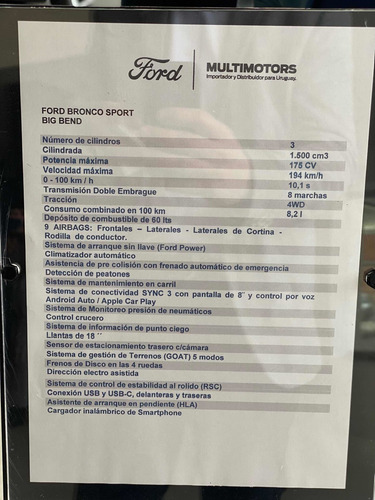 Ford
MULTIMOTORS
Importador y Distribuidor para Uruguay.
FORD BRONCO SPORT
BIG BEND
Número de cilindros 3
Cilindrada 1.500 cm3
Potencia máxima 175 CV
Velocidad máxima 194 km/h
0 - 100 km / h 10,1 s
Transmisión Doble Embrague 8 marchas
Tracción 4WD
Consumo combinado en 100 km 8,2 l
Depósito de combustible de 60 lts
9 AIRBAGS: Frontales – Laterales - Laterales de Cortina -
Rodilla de conductor.
Sistema de arranque sin llave (Ford Power)
Climatizador automático
Asistencia de pre colisión con frenado automático de emergencia
Detección de peatones
Sistema de mantenimiento en carril
Sistema de conectividad SYNC 3 con pantalla de 8¨ y control por voz
Android Auto / Apple Car Play
Sistema de Monitoreo presión de neumáticos
Control crucero
Sistema de información de punto ciego
Llantas de 18 ¨
Sensor de estacionamiento trasero c/cámara
Sistema de gestión de Terrenos (GOAT) 5 modos
Frenos de Disco en las 4 ruedas
Dirección electro asistida
Sistema de control de estabilidad al rolido (RSC)
Conexión USB y USB-C, delanteras y traseras
Asistente de arranque en pendiente (HLA)
Cargador inalámbrico de Smartphone